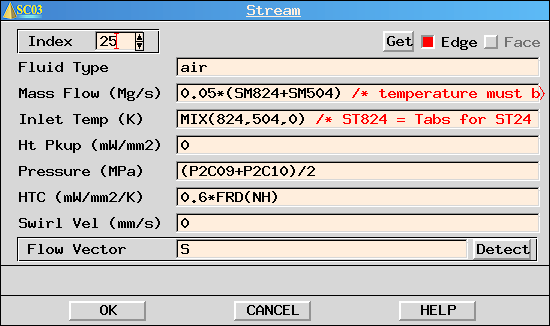 SC03 Stream
Index 25 Get Edge Face
Fluid Type air
Mass Flow (Mg/s) 0.05*(SM824+SM504) /* temperature must b
Inlet Temp (K) MIX(824,504,0) /* ST824 = Tabs for ST24
Ht Pkup (mW/mm2) 0
Pressure (MPa) (P2C09+P2C10)/2
HTC (mW/mm2/K) 0.6*FRD(NH)
Swirl Vel (mm/s) 0
Flow Vector S Detect
OK CANCEL HELP